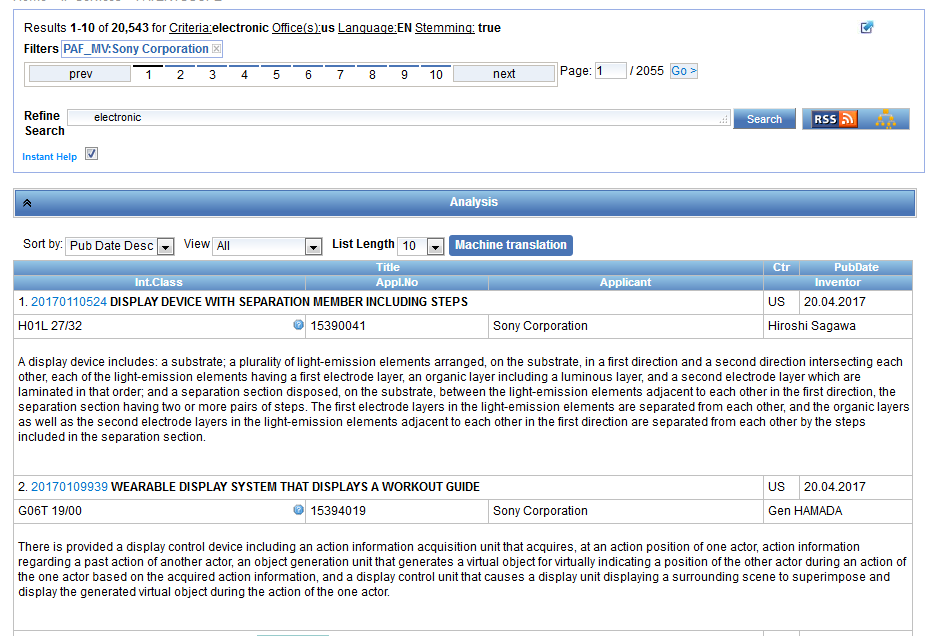 Results 1-10 of 20,543 for Criteria:electronic Office(s):us Language:EN Stemming: true
Filters PAF_MV:Sony Corporation
prev 1 2 3 4 5 6 7 8 9 10 next Page: 1 / 2055 Go >
Refine Search electronic Search RSS
Instant Help
Analysis
Sort by: Pub Date Desc View All List Length 10 Machine translation
Title Ctr PubDate
Int.Class Appl.No Applicant Inventor
1. 20170110524 DISPLAY DEVICE WITH SEPARATION MEMBER INCLUDING STEPS US 20.04.2017
H01L 27/32 15390041 Sony Corporation Hiroshi Sagawa
A display device includes: a substrate; a plurality of light-emission elements arranged, on the substrate, in a first direction and a second direction intersecting each
other, each of the light-emission elements having a first electrode layer, an organic layer including a luminous layer, and a second electrode layer which are
laminated in that order; and a separation section disposed, on the substrate, between the light-emission elements adjacent to each other in the first direction, the
separation section having two or more pairs of steps. The first electrode layers in the light-emission elements are separated from each other, and the organic layers
as well as the second electrode layers in the light-emission elements adjacent to each other in the first direction are separated from each other by the steps
included in the separation section.
2. 20170109939 WEARABLE DISPLAY SYSTEM THAT DISPLAYS A WORKOUT GUIDE US 20.04.2017
G06T 19/00 15394019 Sony Corporation Gen HAMADA
There is provided a display control device including an action information acquisition unit that acquires, at an action position of one actor, action information
regarding a past action of another actor, an object generation unit that generates a virtual object for virtually indicating a position of the other actor during an action of
the one actor based on the acquired action information, and a display control unit that causes a display unit displaying a surrounding scene to superimpose and
display the generated virtual object during the action of the one actor.